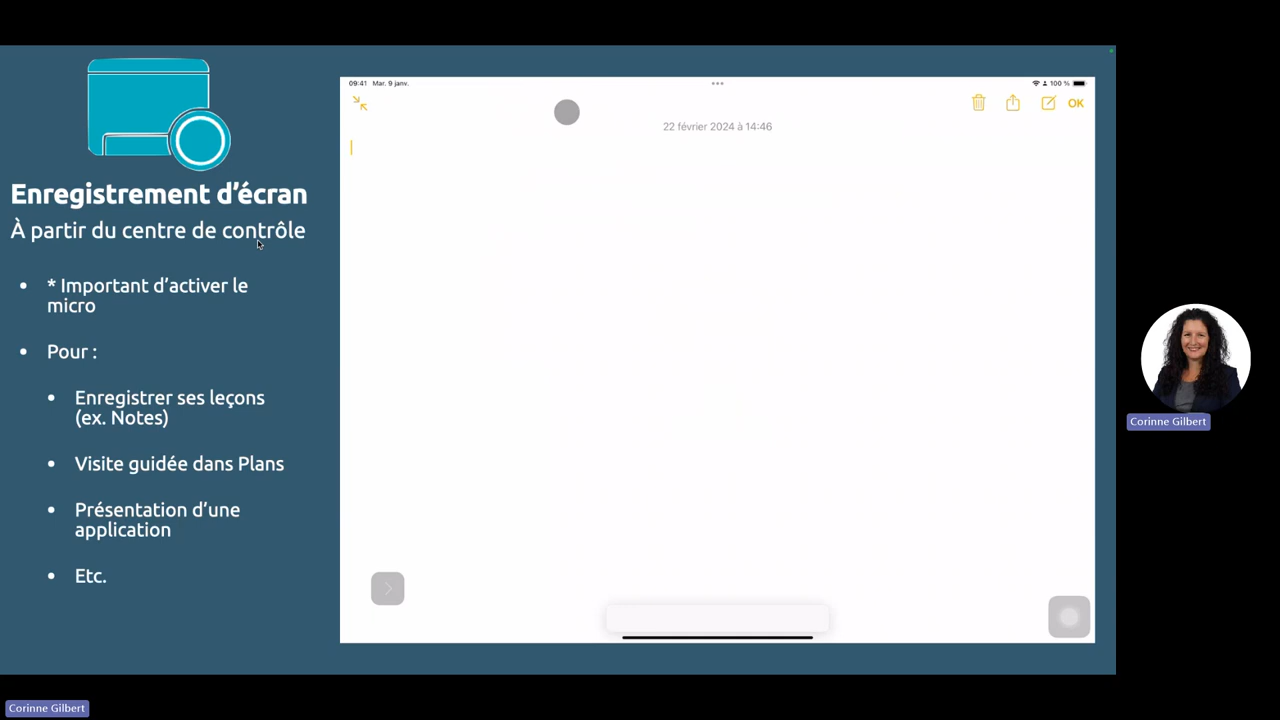 Enregistrement d'écran
À partir du centre de contrôle
• * Important d'activer le
micro
• Pour :
• Enregistrer ses leçons
(ex. Notes)
• Visite guidée dans Plans
• Présentation d'une
application
• Etc.
09:41 Mar. 9 janv.
100 %
OK
22 février 2024 à 14:46
Corinne Gilbert
Corinne Gilbert